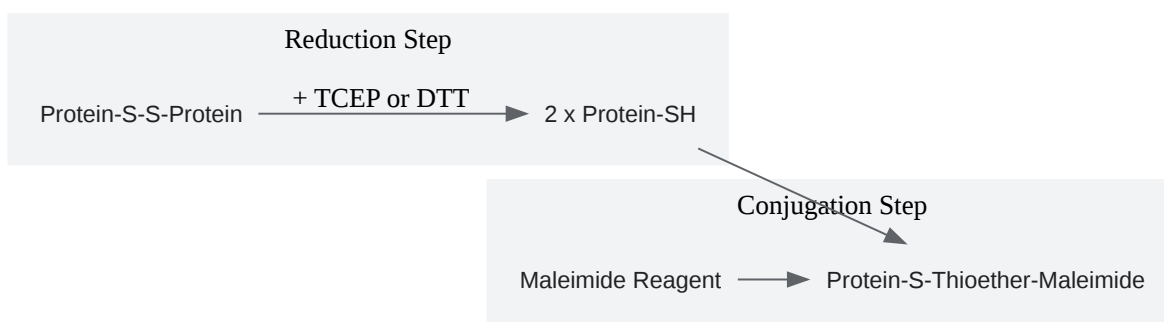 Reduction Step
+ TCEP or DTT
Protein-S-S-Protein
2 x Protein-SH
Conjugation Step
Maleimide Reagent
Protein-S-Thioether-Maleimide